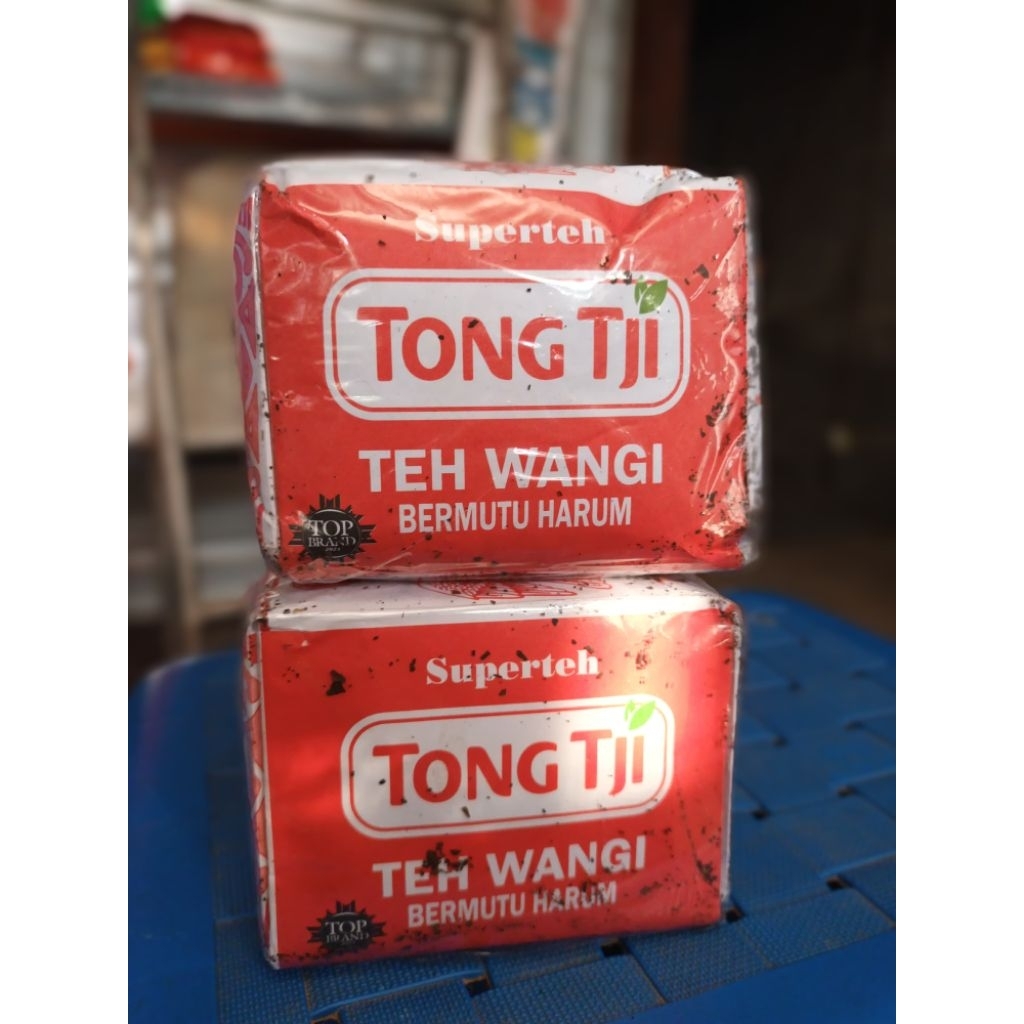 Superteh
TONG TJI
TEH WANGI
BERMUTU HARUM
TOP
BRAND
Superteh
TONG TJI
TEH WANGI
BERMUTU HARUM
TOP
BRAND